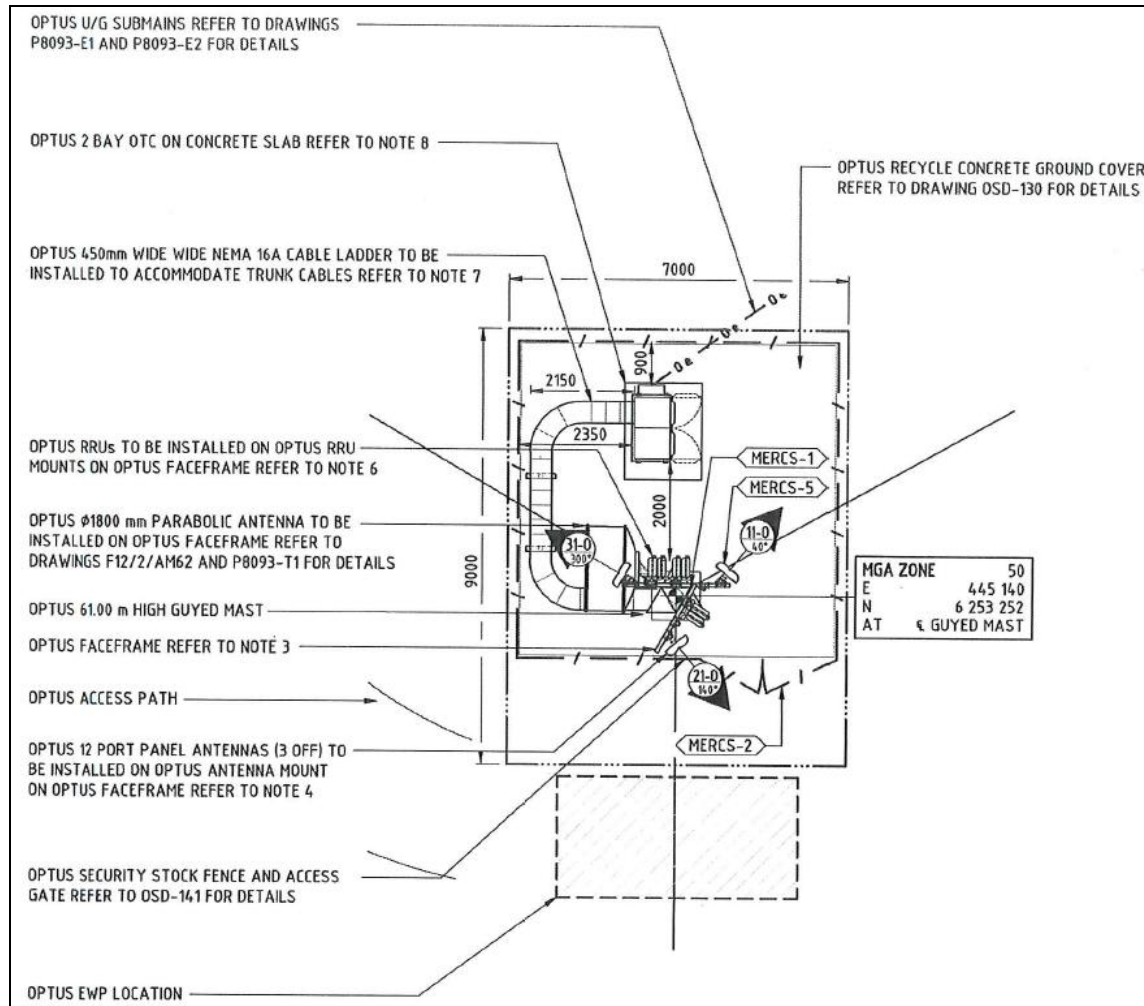 OPTUS U/G SUBMAINS REFER TO DRAWINGS
P8093-E1 AND P8093-E2 FOR DETAILS
OPTUS 2 BAY OTC ON CONCRETE SLAB REFER TO NOTE 8
OPTUS RECYCLE CONCRETE GROUND COVER
REFER TO DRAWING OSD-130 FOR DETAILS
OPTUS 450mm WIDE WIDE NEMA 16A CABLE LADDER TO BE
INSTALLED TO ACCOMMODATE TRUNK CABLES REFER TO NOTE 7
7000
Oe
Oe
Oe
900
2150
2350
OPTUS RRUs TO BE INSTALLED ON OPTUS RRU
MOUNTS ON OPTUS FACEFRAME REFER TO NOTE 6
MERCS-1
MERCS-5
2000
OPTUS Ø1800 mm PARABOLIC ANTENNA TO BE
INSTALLED ON OPTUS FACEFRAME REFER TO
DRAWINGS F12/2/AM62 AND P8093-T1 FOR DETAILS
31-O
300°
11-O
40°
9000
MGA ZONE 50
E 445 140
N 6 253 252
AT ℄ GUYED MAST
OPTUS 61.00 m HIGH GUYED MAST
OPTUS FACEFRAME REFER TO NOTE 3
21-O
140°
OPTUS ACCESS PATH
MERCS-2
OPTUS 12 PORT PANEL ANTENNAS (3 OFF) TO
BE INSTALLED ON OPTUS ANTENNA MOUNT
ON OPTUS FACEFRAME REFER TO NOTE 4
OPTUS SECURITY STOCK FENCE AND ACCESS
GATE REFER TO OSD-141 FOR DETAILS
OPTUS EWP LOCATION